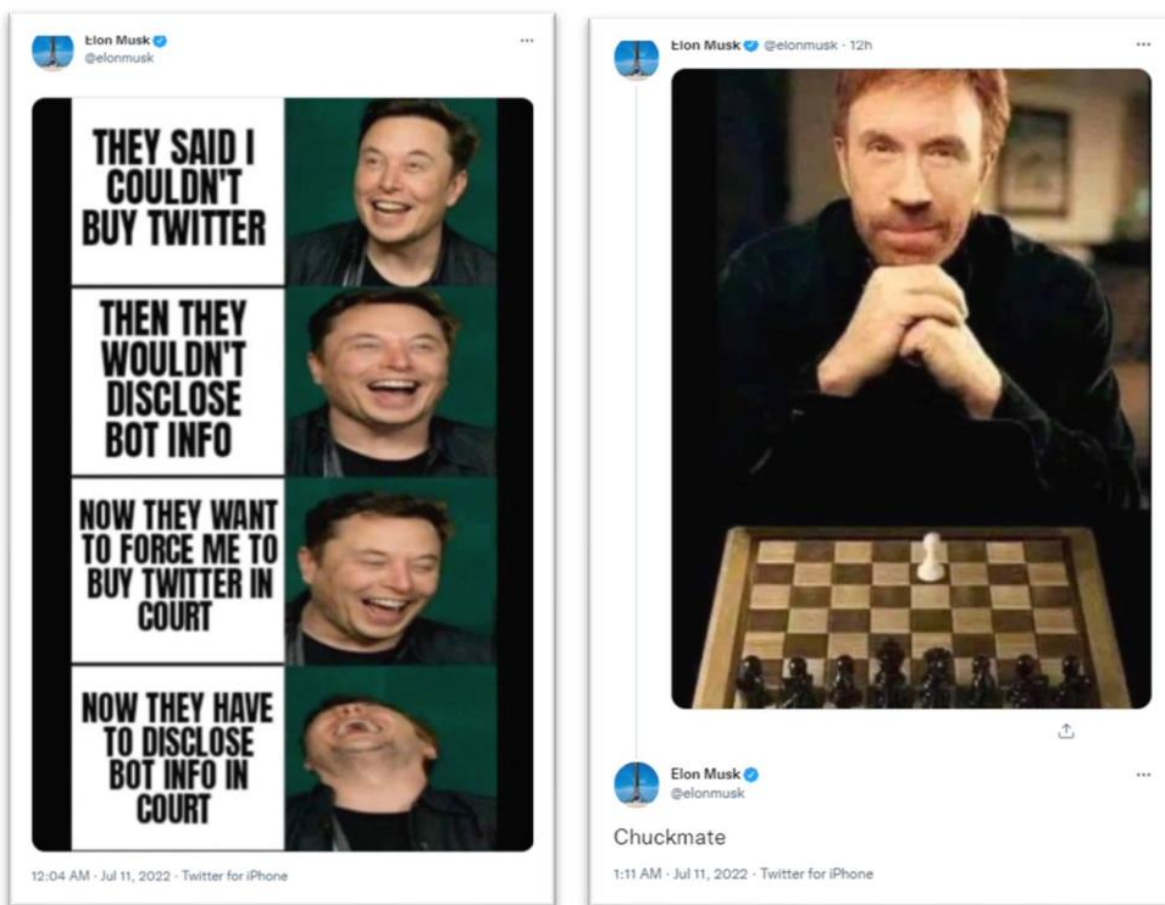 Elon Musk
@elonmusk
THEY SAID I
COULDN'T
BUY TWITTER
THEN THEY
WOULDN'T
DISCLOSE
BOT INFO
NOW THEY WANT
TO FORCE ME TO
BUY TWITTER IN
COURT
NOW THEY HAVE
TO DISCLOSE
BOT INFO IN
COURT
12:04 AM · Jul 11, 2022 · Twitter for iPhone
Elon Musk @elonmusk · 12h
Elon Musk
@elonmusk
Chuckmate
1:11 AM · Jul 11, 2022 · Twitter for iPhone